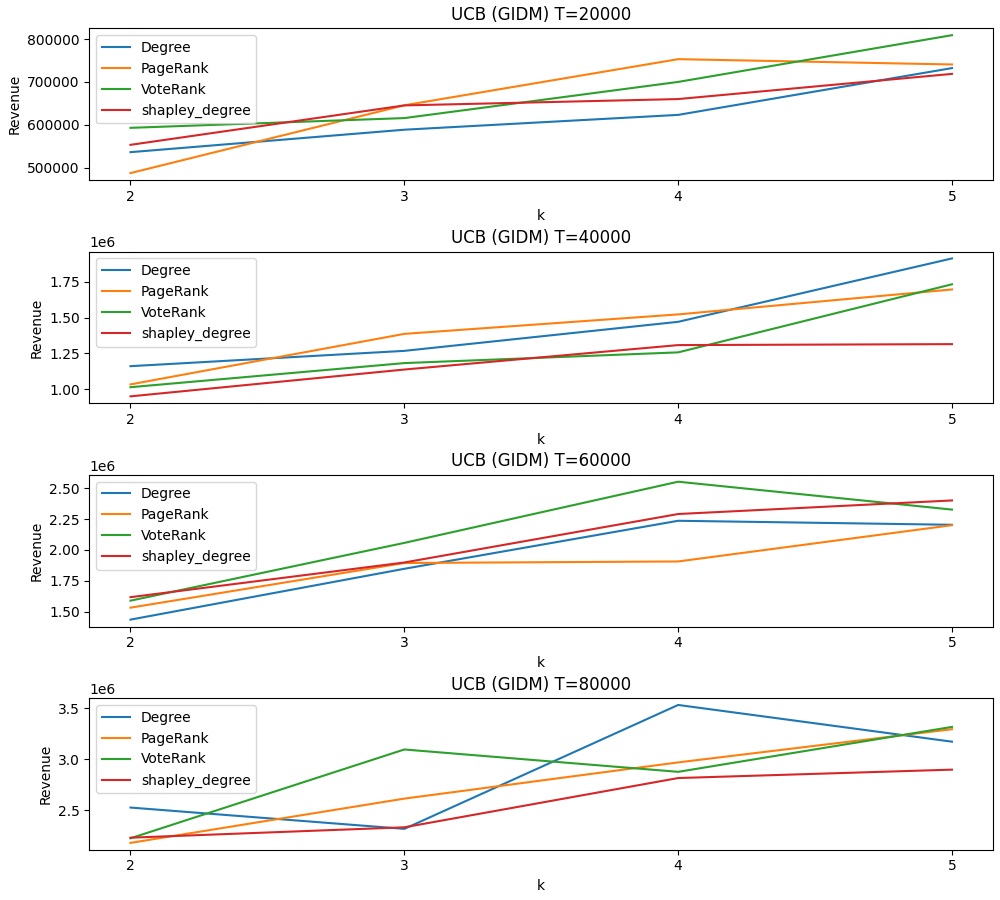 UCB (GIDM) T=20000
Revenue
800000
700000
600000
500000
Degree
PageRank
VoteRank
shapley_degree
2 3 4 5
k
UCB (GIDM) T=40000
1e6
Revenue
1.75
1.50
1.25
1.00
Degree
PageRank
VoteRank
shapley_degree
2 3 4 5
k
UCB (GIDM) T=60000
1e6
Revenue
2.50
2.25
2.00
1.75
1.50
Degree
PageRank
VoteRank
shapley_degree
2 3 4 5
k
UCB (GIDM) T=80000
1e6
Revenue
3.5
3.0
2.5
Degree
PageRank
VoteRank
shapley_degree
2 3 4 5
k